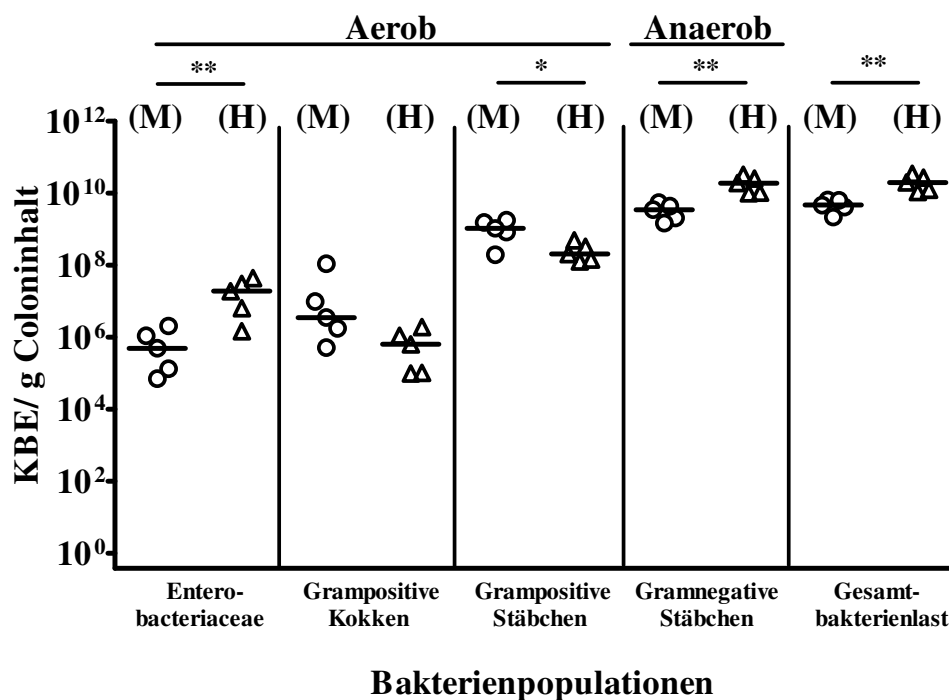 Aerob Anaerob
** * ** **
(M) (H) (M) (H) (M) (H) (M) (H) (M) (H)
10¹²
10¹⁰
10⁸
10⁶
10⁴
10²
10⁰
KBE/ g Coloninhalt
Entero- Grampositive Grampositive Gramnegative Gesamt-
bacteriaceae Kokken Stäbchen Stäbchen bakterienlast
Bakterienpopulationen